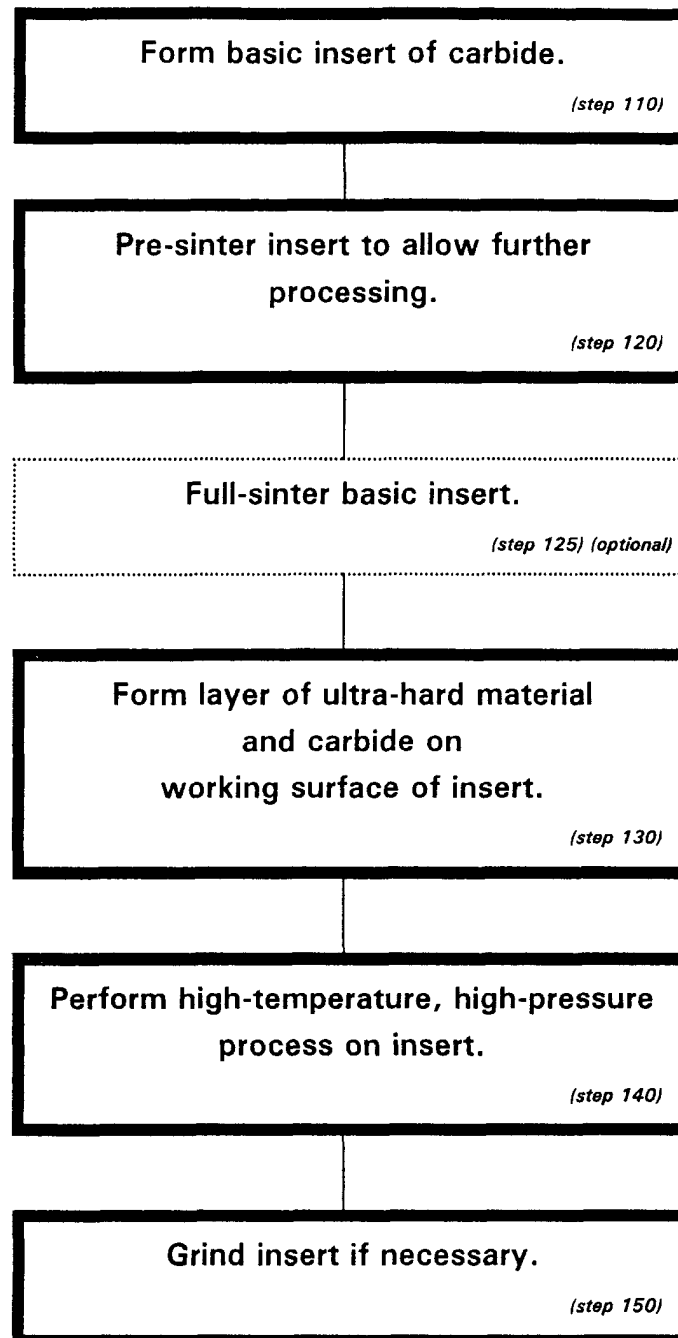 Form basic insert of carbide.
(step 110)
Pre-sinter insert to allow further
processing.
(step 120)
Full-sinter basic insert.
(step 125) (optional)
Form layer of ultra-hard material
and carbide on
working surface of insert.
(step 130)
Perform high-temperature, high-pressure
process on insert.
(step 140)
Grind insert if necessary.
(step 150)